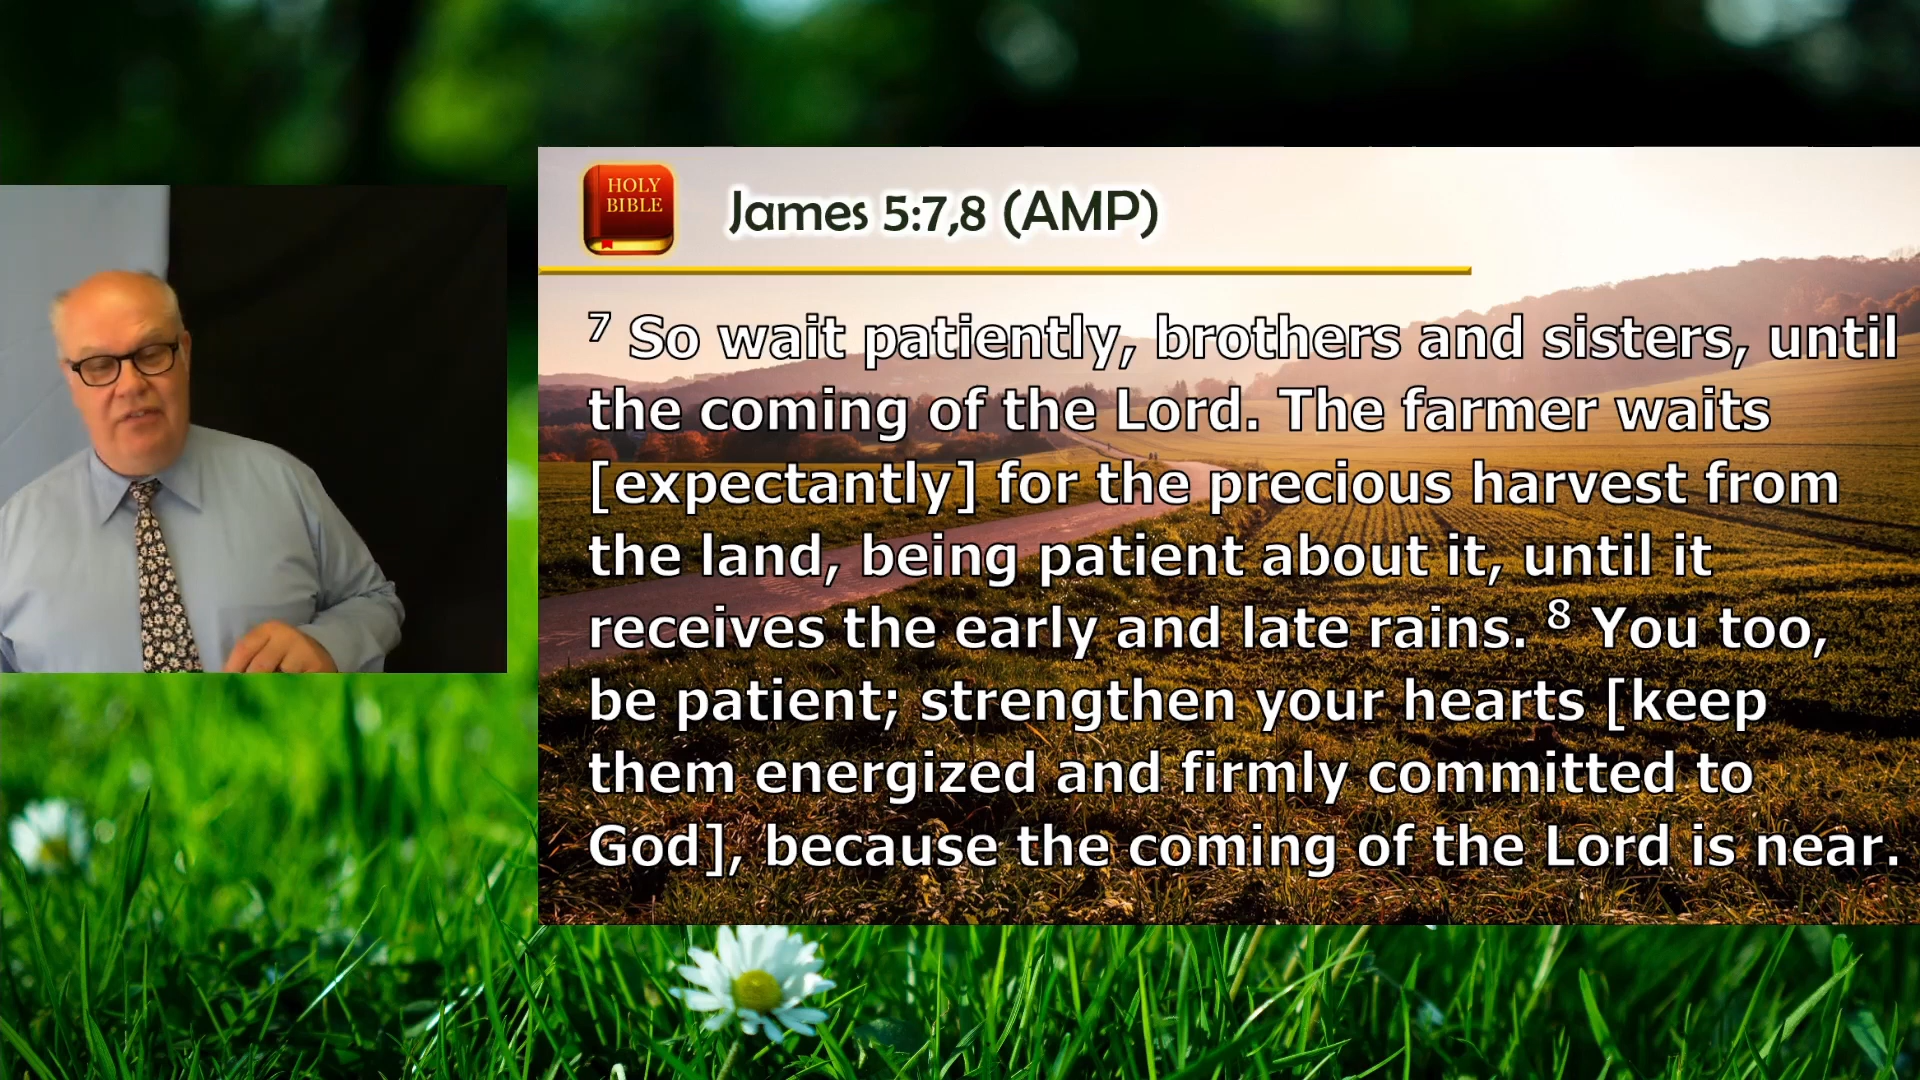 HOLY
BIBLE
James 5:7,8 (AMP)
⁷ So wait patiently, brothers and sisters, until
the coming of the Lord. The farmer waits
[expectantly] for the precious harvest from
the land, being patient about it, until it
receives the early and late rains. ⁸ You too,
be patient; strengthen your hearts [keep
them energized and firmly committed to
God], because the coming of the Lord is near.